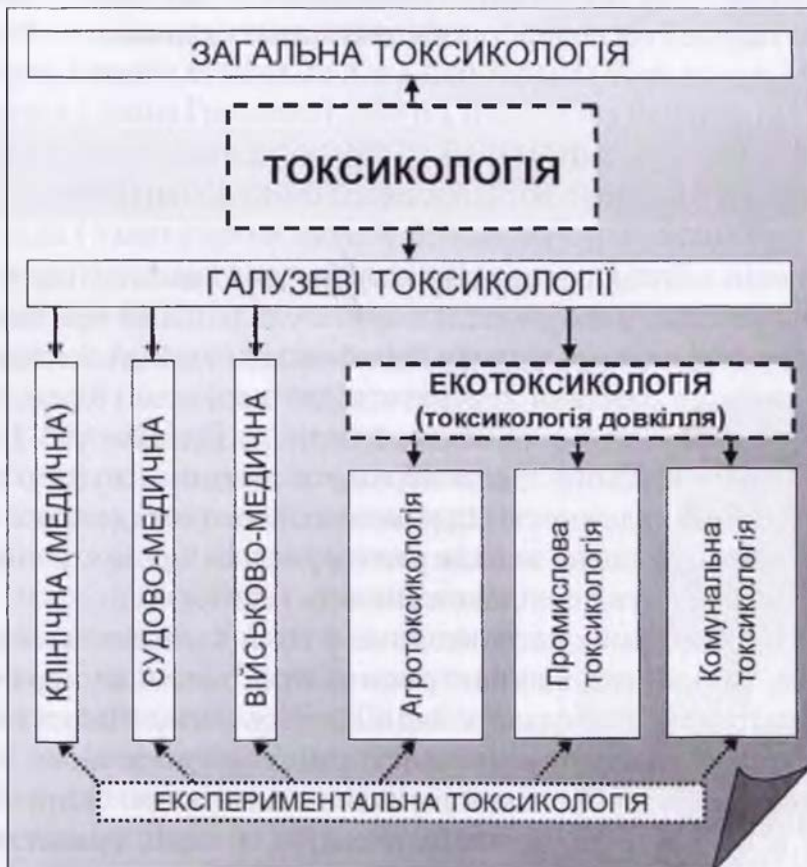 ЗАГАЛЬНА ТОКСИКОЛОГІЯ
ТОКСИКОЛОГІЯ
ГАЛУЗЕВІ ТОКСИКОЛОГІЇ
КЛІНІЧНА (МЕДИЧНА)
СУДОВО-МЕДИЧНА
ВІЙСЬКОВО-МЕДИЧНА
ЕКОТОКСИКОЛОГІЯ
(токсикологія довкілля)
Агротоксикологія
Промислова
токсикологія
Комунальна
токсикологія
ЕКСПЕРИМЕНТАЛЬНА ТОКСИКОЛОГІЯ